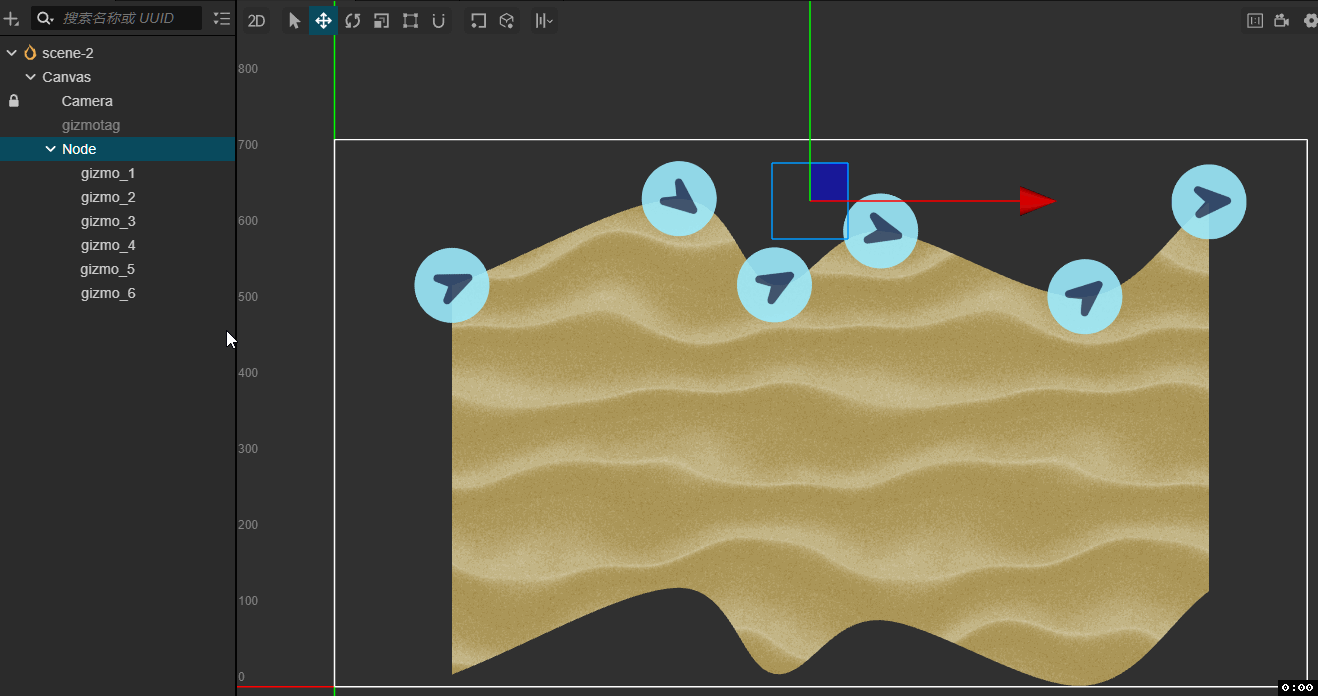 搜索名称或 UUID
2D
scene-2
Canvas
Camera
gizmotag
Node
gizmo_1
gizmo_2
gizmo_3
gizmo_4
gizmo_5
gizmo_6
800
700
600
500
400
300
200
100
0
0:00